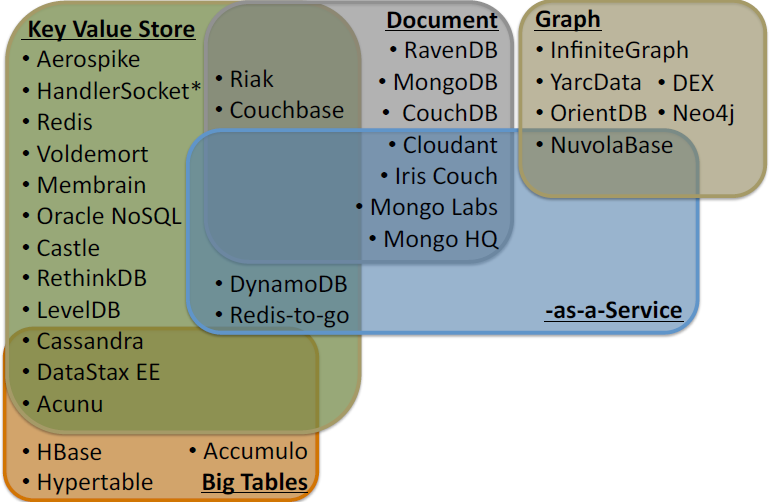 Key Value Store
• Aerospike
• HandlerSocket*
• Redis
• Voldemort
• Membrain
• Oracle NoSQL
• Castle
• RethinkDB
• LevelDB
• Cassandra
• DataStax EE
• Acunu
• Riak
• Couchbase
• DynamoDB
• Redis-to-go
Document
• RavenDB
• MongoDB
• CouchDB
• Cloudant
• Iris Couch
• Mongo Labs
• Mongo HQ
Graph
• InfiniteGraph
• YarcData • DEX
• OrientDB • Neo4j
• NuvolaBase
-as-a-Service
• HBase • Accumulo
• Hypertable Big Tables